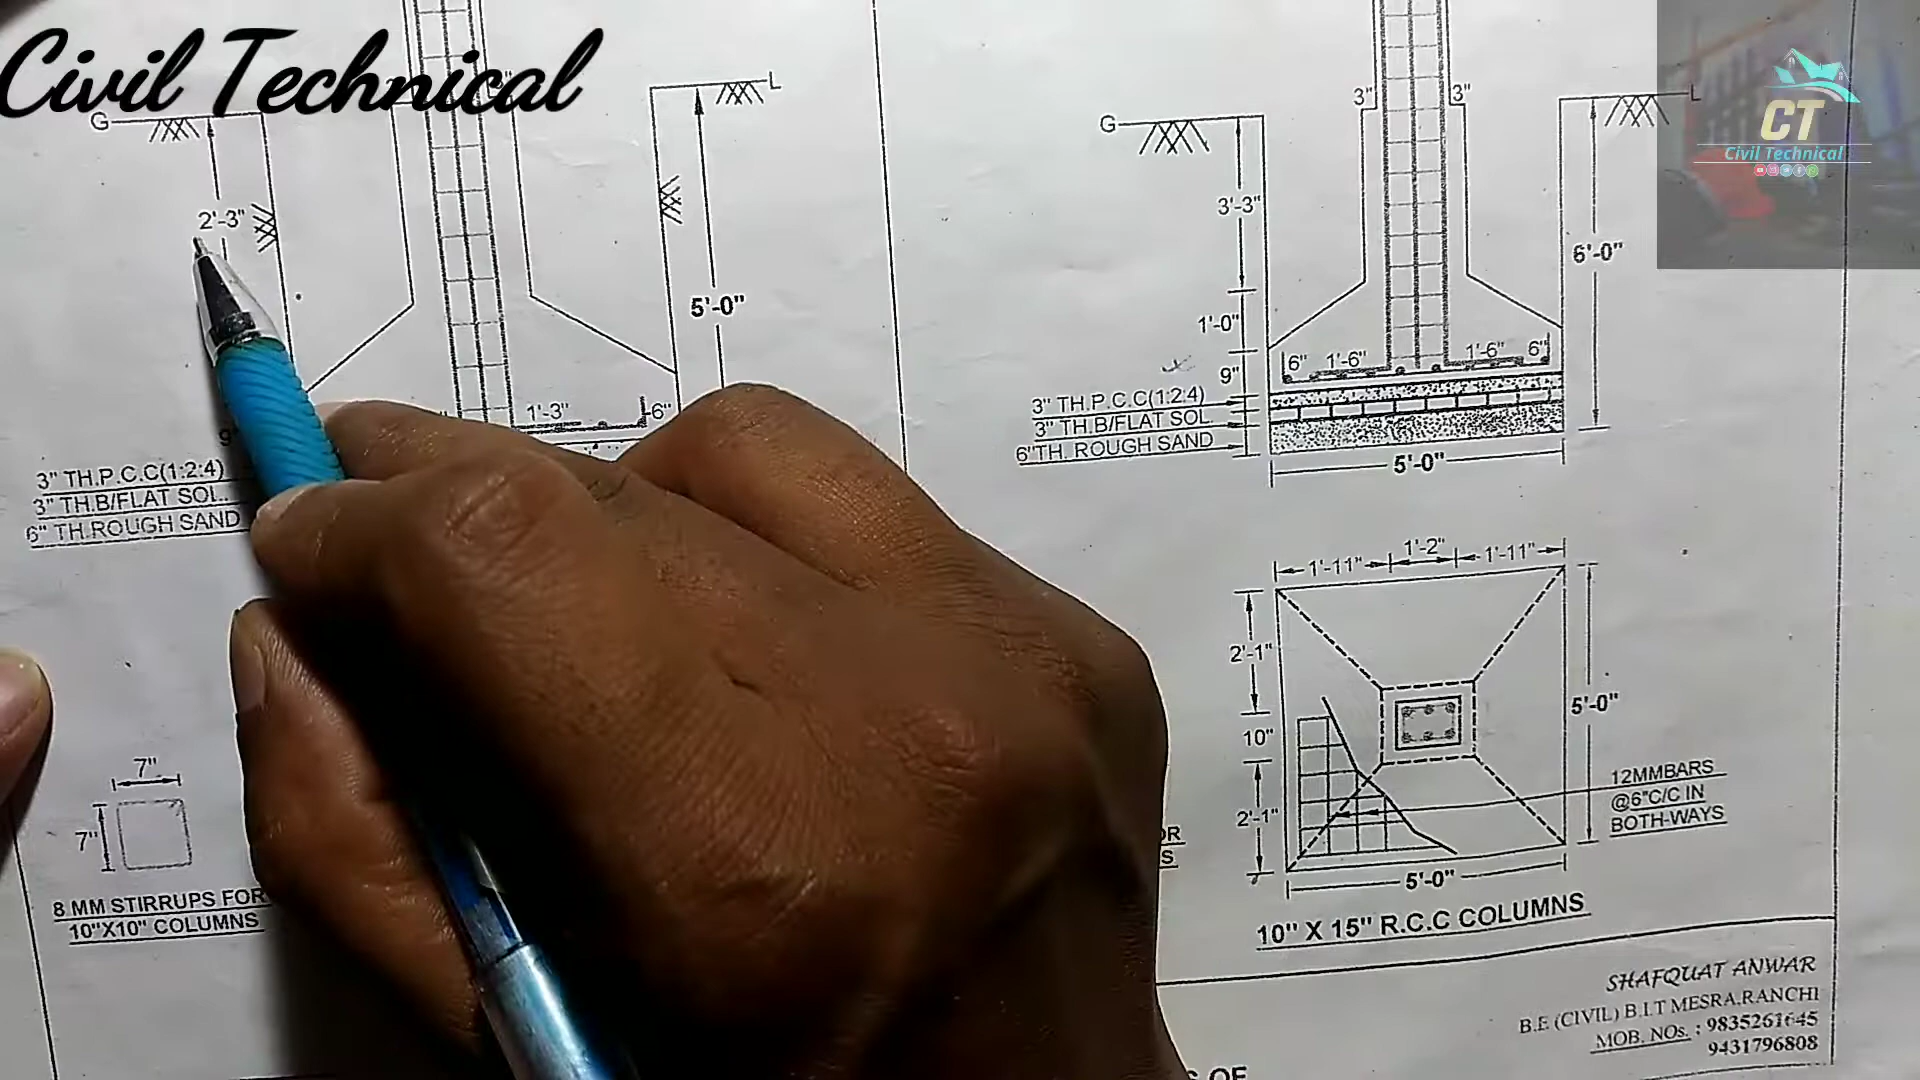 Civil Technical
G
L
2'-3"
5'-0"
1'-3"
6"
9"
3" TH.P.C.C(1:2:4)
3" TH.B/FLAT SOL.
6" TH.ROUGH SAND
7"
7"
8 MM STIRRUPS FOR
10"X10" COLUMNS
3"
3"
G
L
3'-3"
6'-0"
1'-0"
9"
6"
1'-6"
1'-6"
6"
3" TH.P.C.C(1:2:4)
3" TH.B/FLAT SOL
6"TH. ROUGH SAND
5'-0"
1'-11"
1'-2"
1'-11"
2'-1"
10"
2'-1"
5'-0"
12MMBARS
@6"C/C IN
BOTH-WAYS
5'-0"
10" X 15" R.C.C COLUMNS
SHAFQUAT ANWAR
B.E (CIVIL) B.I.T MESRA,RANCHI
MOB. NOs. : 9835261645
9431796808
OF
CT
Civil Technical